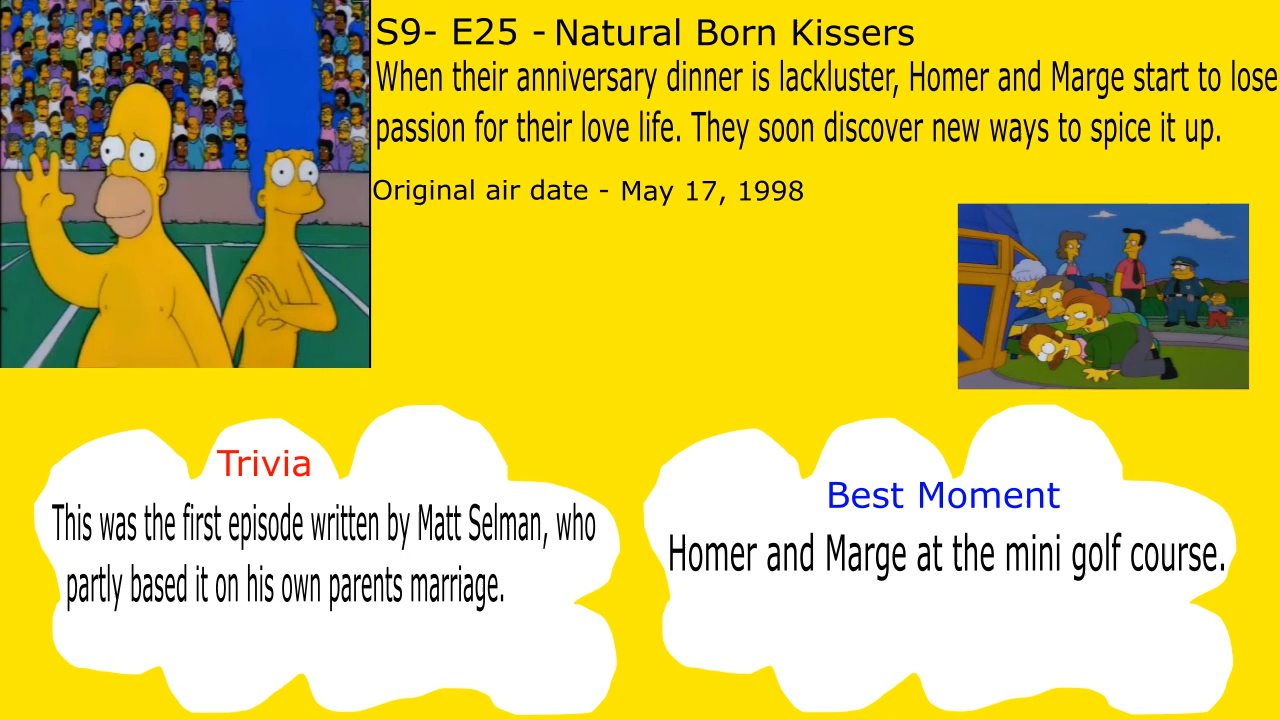 S9- E25 - Natural Born Kissers
When their anniversary dinner is lackluster, Homer and Marge start to lose
passion for their love life. They soon discover new ways to spice it up.
Original air date - May 17, 1998
Trivia
This was the first episode written by Matt Selman, who
partly based it on his own parents marriage.
Best Moment
Homer and Marge at the mini golf course.